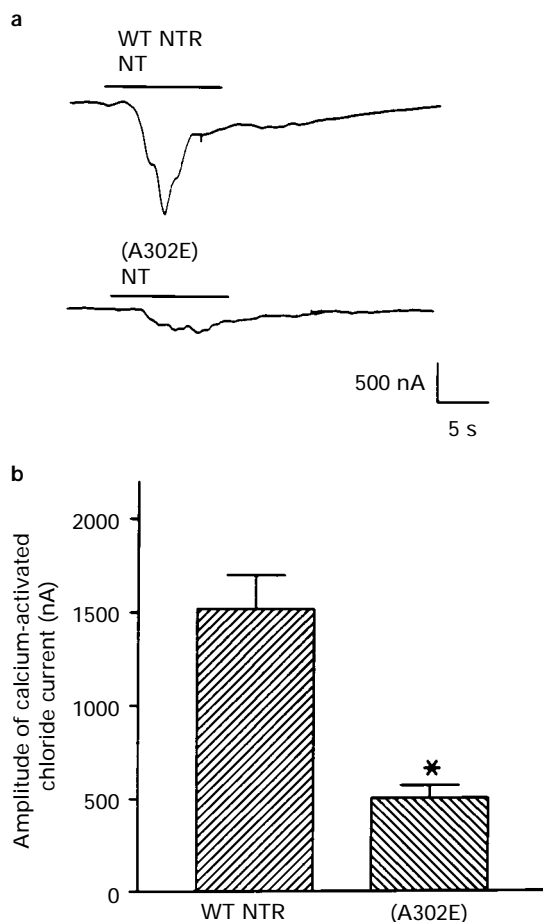 a
WT NTR
NT
(A302E)
NT
500 nA
5 s
b
Amplitude of calcium-activated
chloride current (nA)
2000
1500
1000
500
0
*
WT NTR
(A302E)